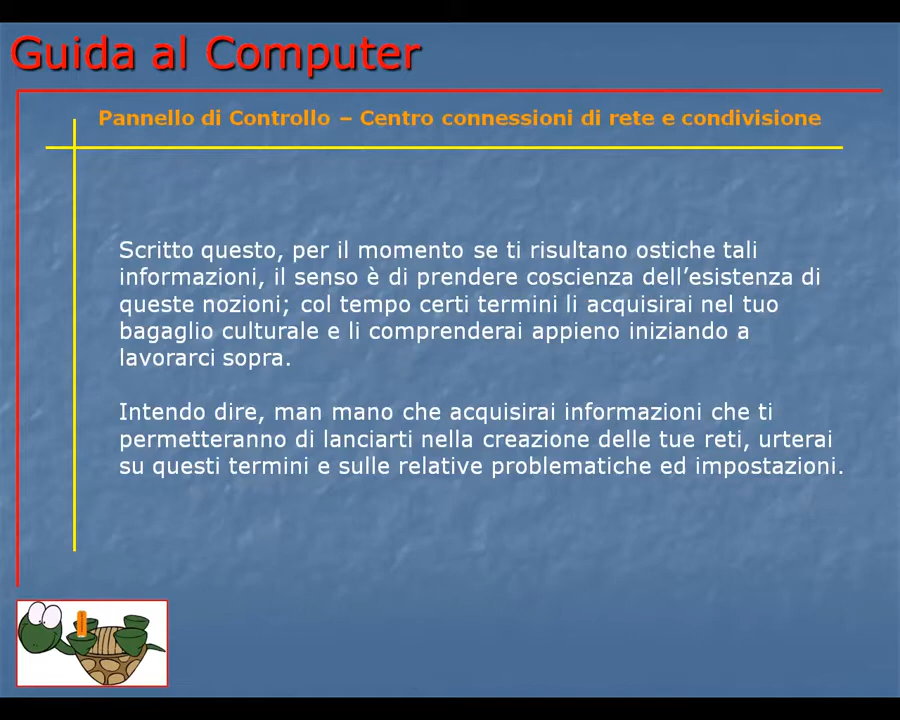 Guida al Computer
Pannello di Controllo – Centro connessioni di rete e condivisione
Scritto questo, per il momento se ti risultano ostiche tali
informazioni, il senso è di prendere coscienza dell’esistenza di
queste nozioni; col tempo certi termini li acquisirai nel tuo
bagaglio culturale e li comprenderai appieno iniziando a
lavorarci sopra.
Intendo dire, man mano che acquisirai informazioni che ti
permetteranno di lanciarti nella creazione delle tue reti, urterai
su questi termini e sulle relative problematiche ed impostazioni.